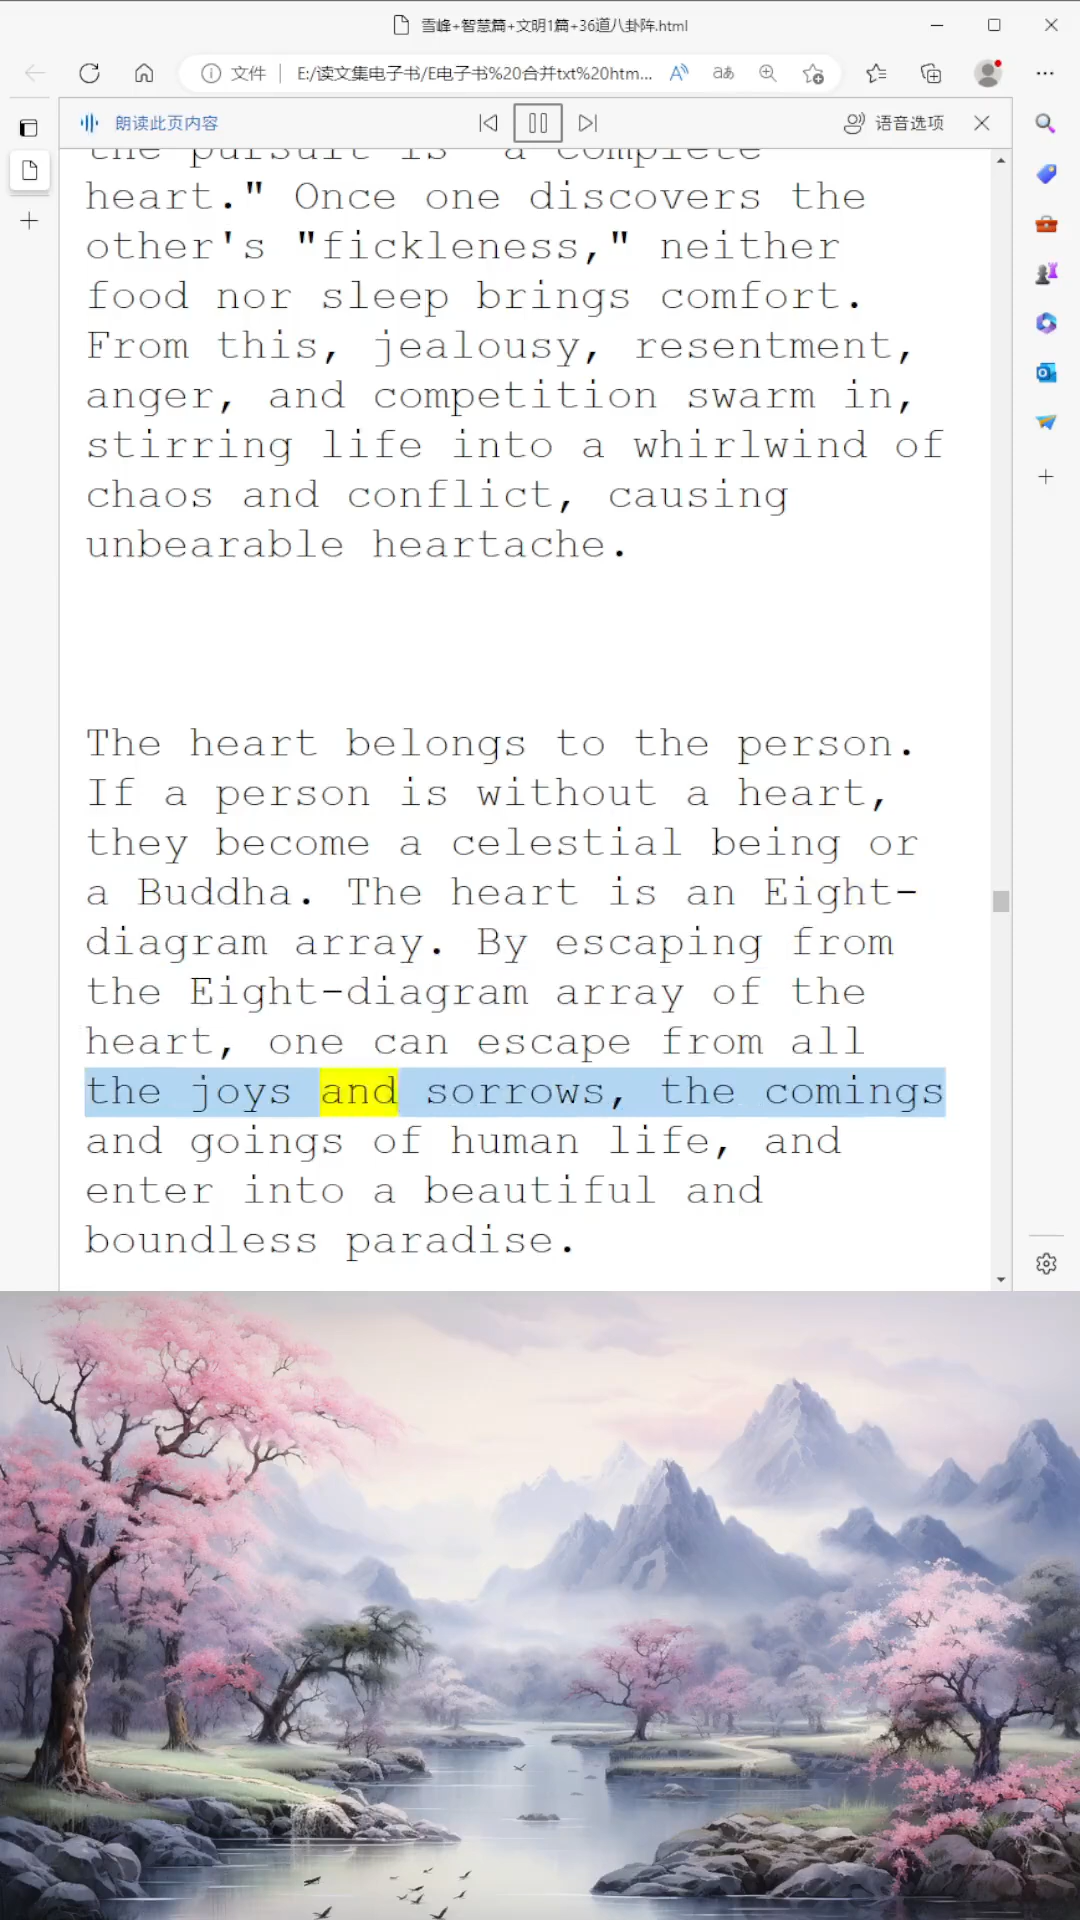 雪峰+智慧篇+文明1篇+36道八卦阵.html
文件 E:/读文集电子书/E电子书%20合并txt%20htm...
朗读此页内容 语音选项
the pursuit is "a complete
heart." Once one discovers the
other's "fickleness," neither
food nor sleep brings comfort.
From this, jealousy, resentment,
anger, and competition swarm in,
stirring life into a whirlwind of
chaos and conflict, causing
unbearable heartache.
The heart belongs to the person.
If a person is without a heart,
they become a celestial being or
a Buddha. The heart is an Eight-
diagram array. By escaping from
the Eight-diagram array of the
heart, one can escape from all
the joys and sorrows, the comings
and goings of human life, and
enter into a beautiful and
boundless paradise.